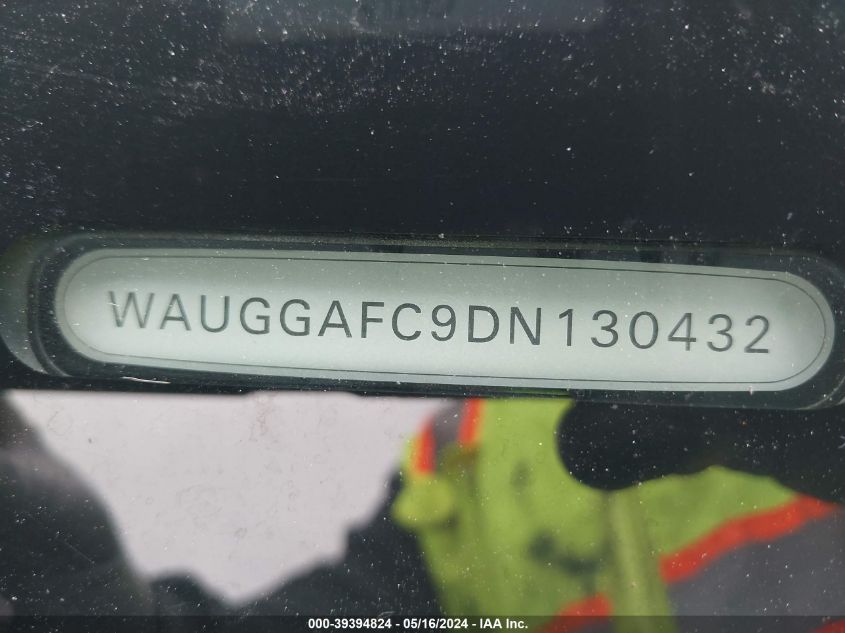 WAUGGAFC9DN130432
000-39394824 - 05/16/2024 - IAA Inc.